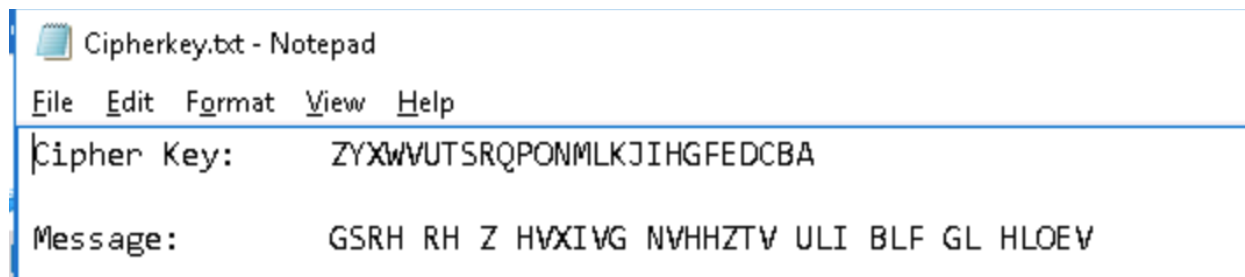 Cipherkey.txt - Notepad
File Edit Format View Help
Cipher Key: ZYXWVUTSRQPONMLKJIHGFEDCBA
Message: GSRH RH Z HVXIVG NVHHZTV ULI BLF GL HLOEV